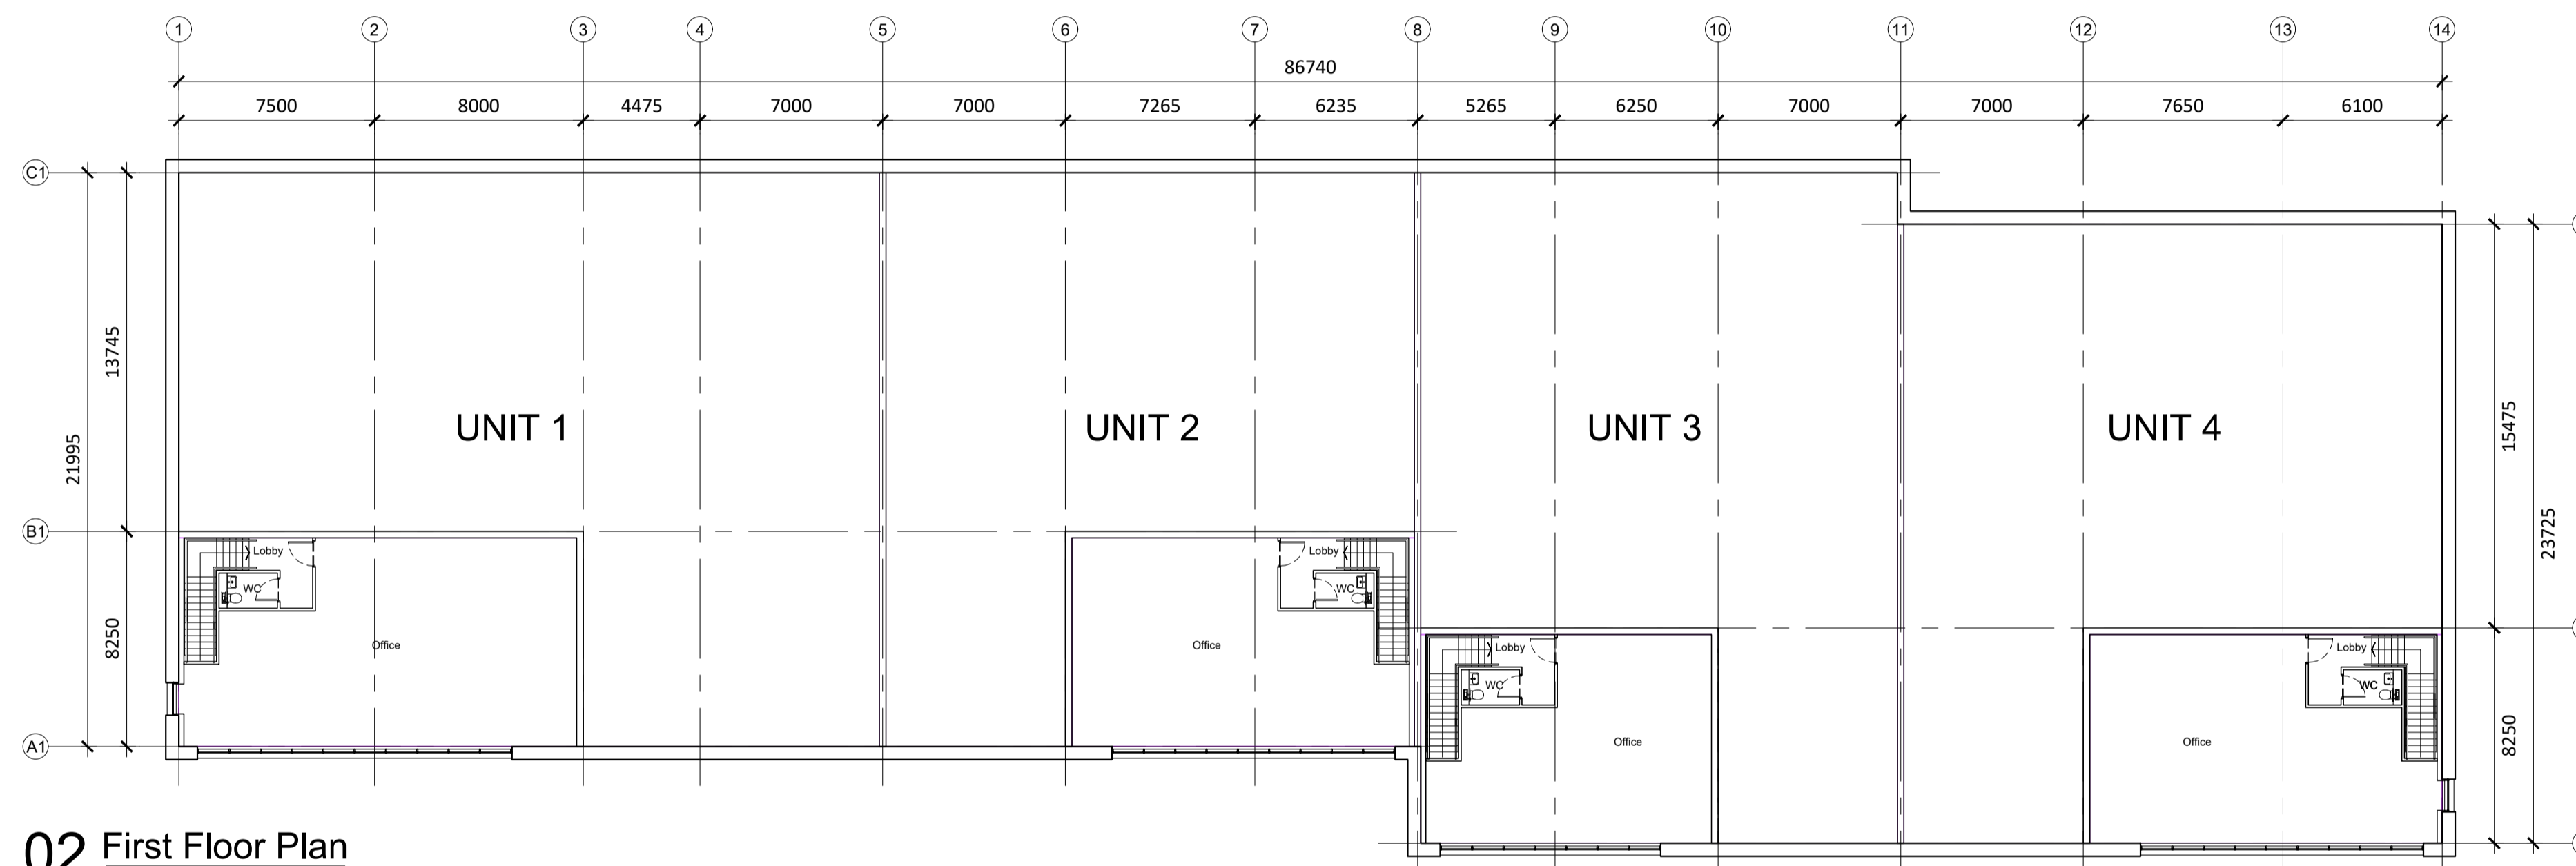 1 2 3 4 5 6 7 8 9 10 11 12 13 14
86740
7500 8000 4475 7000 7000 7265 6235 5265 6250 7000 7000 7650 6100
C1
13745
21995
15475
23725
UNIT 1 UNIT 2 UNIT 3 UNIT 4
B1
Lobby Lobby
WC WC
8250
Office Office
Lobby Lobby
WC WC
Office Office
8250
A1
02 First Floor Plan